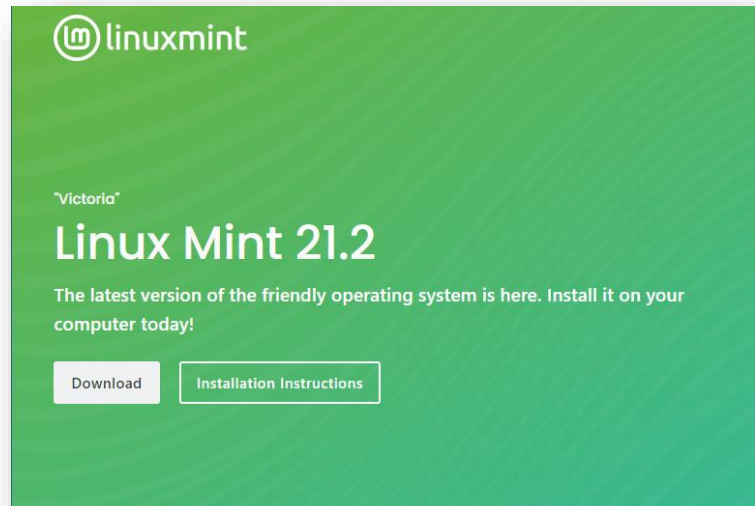 linuxmint
"Victoria"
Linux Mint 21.2
The latest version of the friendly operating system is here. Install it on your
computer today!
Download Installation Instructions